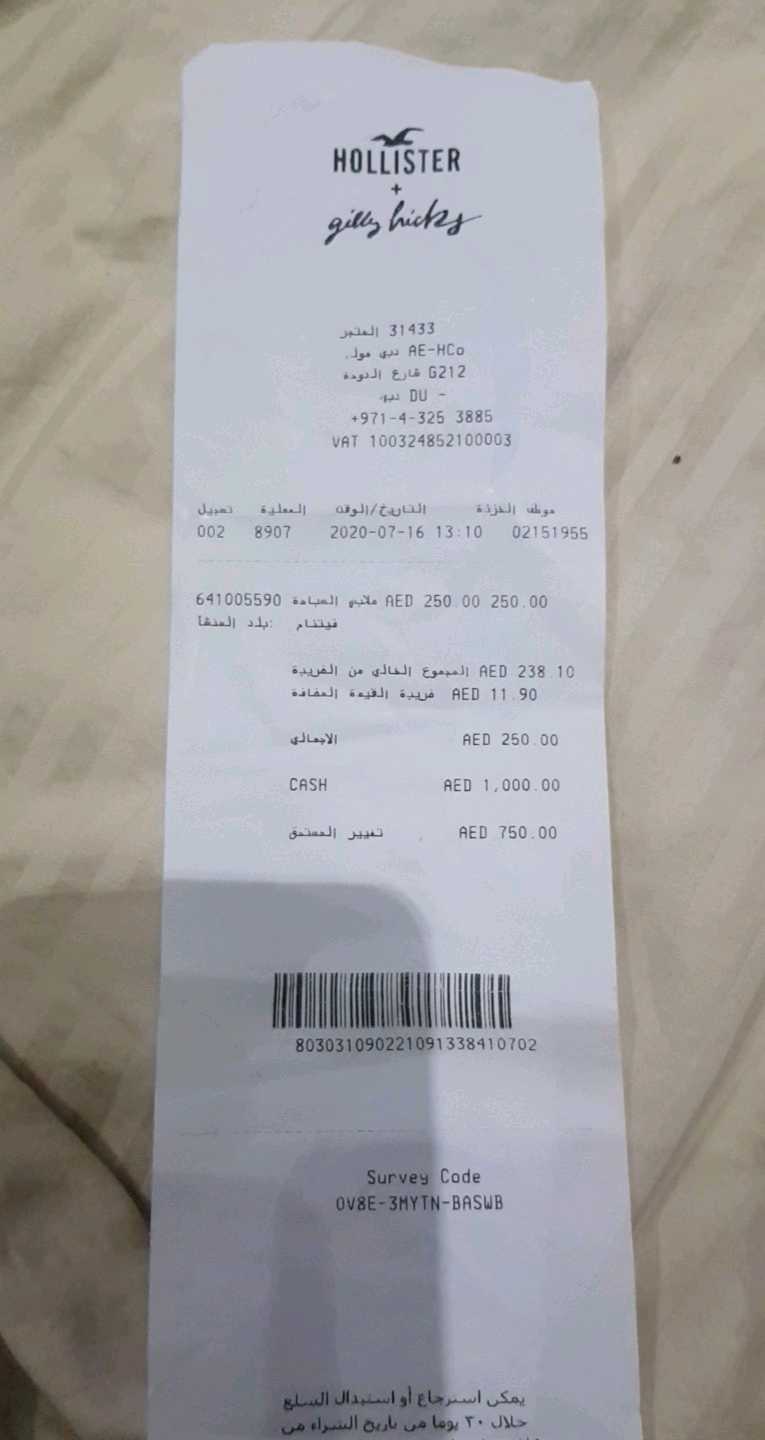 HOLLISTER
+
gilly hicks
31433 المتجر
AE-HCo دبي مول,
G212 شارع الدوحة
DU - دبي,
+971-4-325 3885
VAT 100324852100003
تسجيل العملية التاريخ/الوقت موظف الخزنة
002 8907 2020-07-16 13:10 02151955
641005590 ملابس السباحة AED 250.00 250.00
بلد المنشأ: فيتنام
المجموع الخالي من الضريبة AED 238.10
ضريبة القيمة المضافة AED 11.90
الاجمالي AED 250.00
CASH AED 1,000.00
تغيير المستحق AED 750.00
803031090221091338410702
Survey Code
OV8E-3MYTN-BASWB
يمكن استرجاع أو استبدال السلع
خلال ٣٠ يوما من تاريخ الشراء من